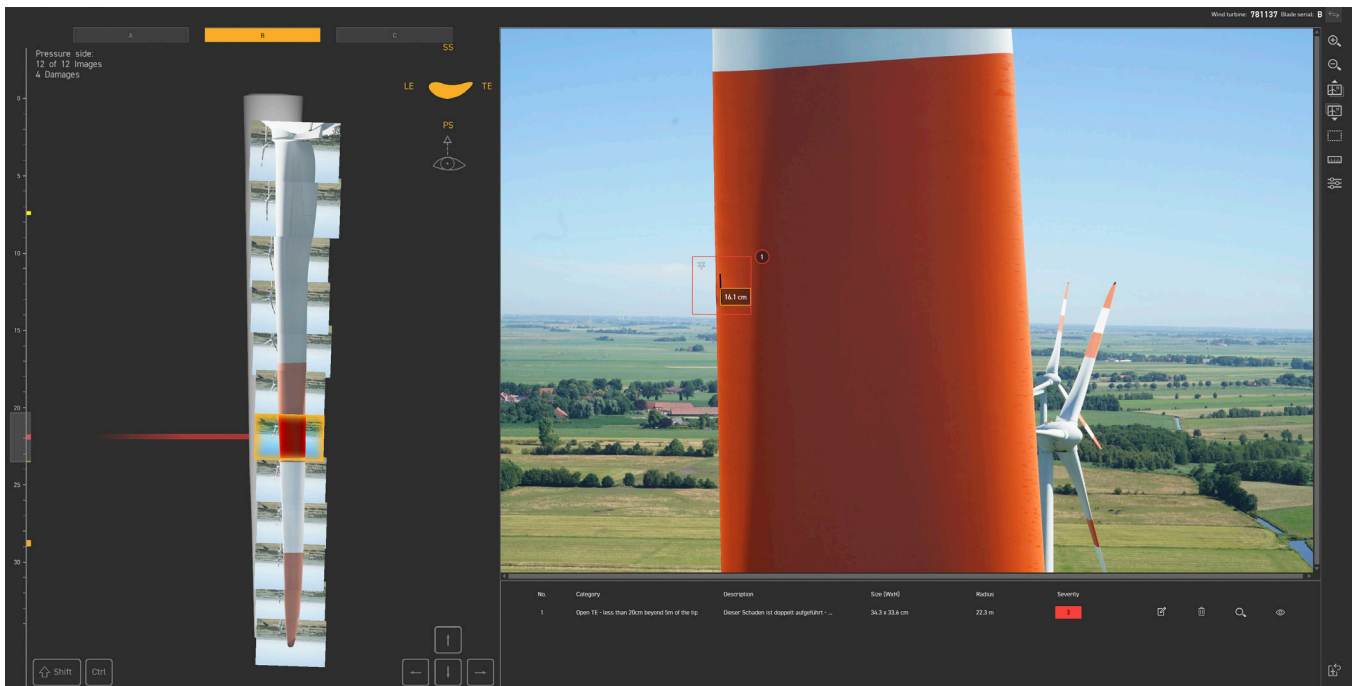 Wind turbine: 781137 Blade serial: B
A B C
Pressure side:
12 of 12 Images
4 Damages
SS
LE TE
PS
0
5
10
15
20
25
30
1
16.1 cm
No. Category Description Size (WxH) Radius Severity
1 Open TE - less than 20cm beyond 5m of the tip Dieser Schaden ist doppelt aufgeführt - ... 34.3 x 33.6 cm 22.3 m 3
Shift Ctrl